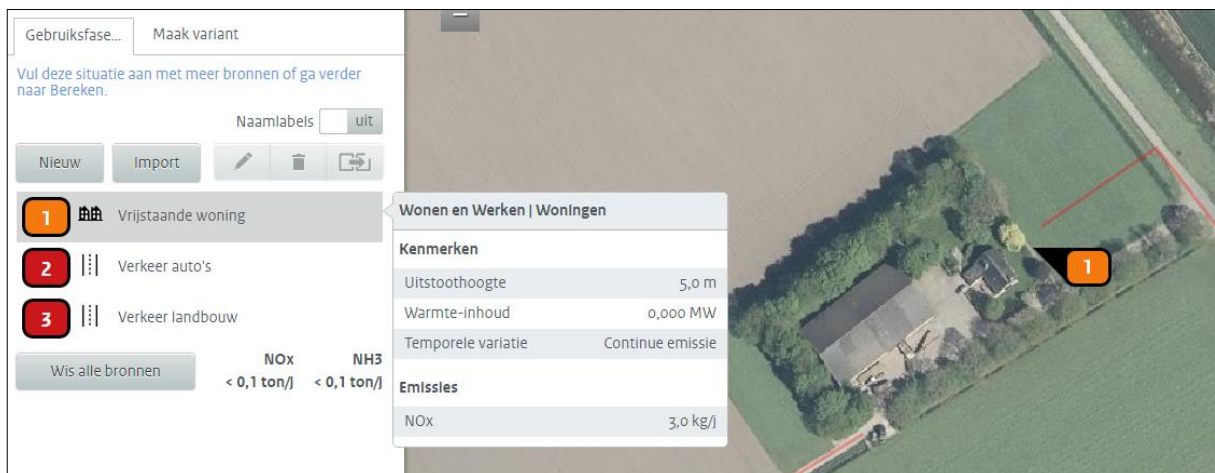 Gebruiksfase...
Maak variant
Vul deze situatie aan met meer bronnen of ga verder
naar Bereken.
Naamlabels uit
Nieuw
Import
1 Vrijstaande woning
2 Verkeer auto's
3 Verkeer landbouw
Wis alle bronnen
NOx NH3
< 0,1 ton/j < 0,1 ton/j
Wonen en Werken | Woningen
Kenmerken
Uitstoothoogte 5,0 m
Warmte-inhoud 0,000 MW
Temporele variatie Continue emissie
Emissies
NOx 3,0 kg/j
1